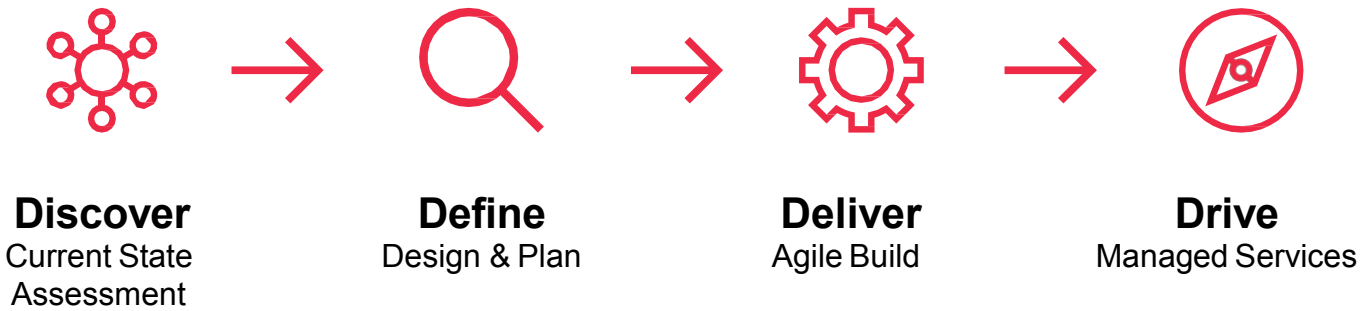 Discover
Current State
Assessment
Define
Design & Plan
Deliver
Agile Build
Drive
Managed Services